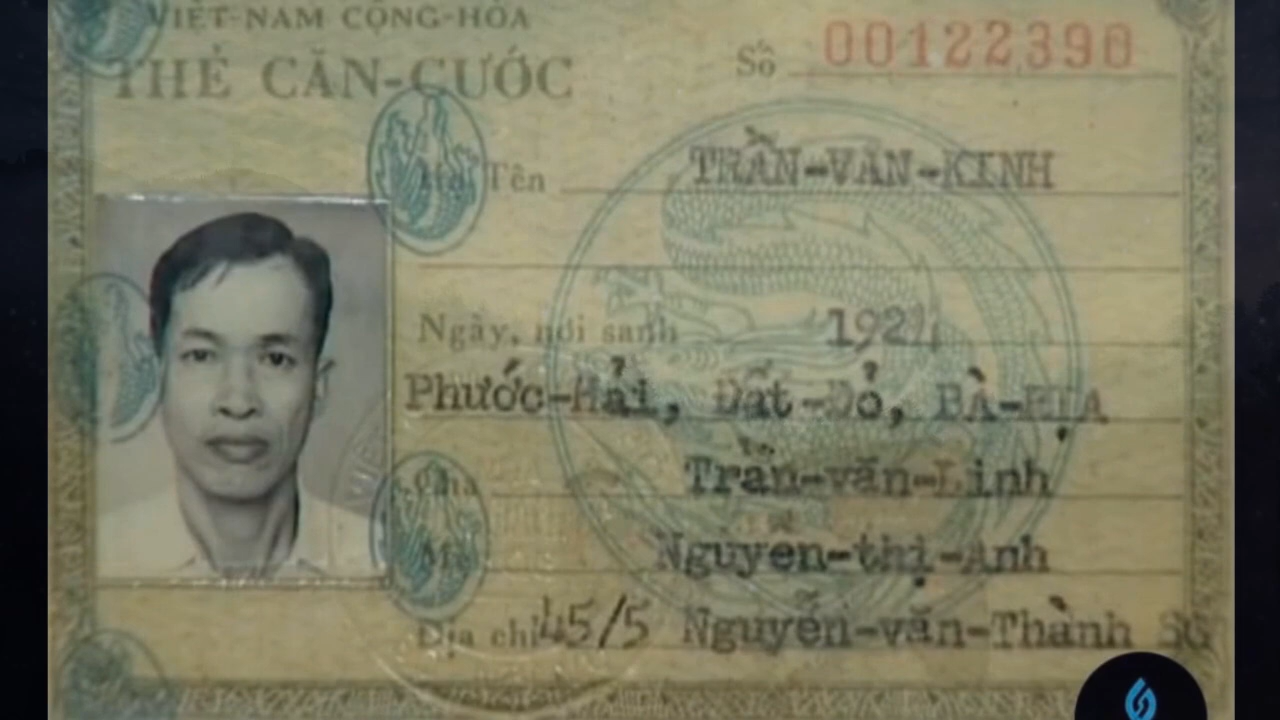 VIỆT-NAM CỘNG-HÒA
THẺ CĂN-CƯỚC
Số 00122390
Họ Tên TRẦN-VĂN-KINH
Ngày, nơi sanh 1924
Phước-Hải, Đất-Đỏ, BÀ-RỊA
Cha Trần-văn-Linh
Mẹ Nguyễn-thị-Anh
Địa chỉ 45/5 Nguyễn-văn-Thành SG